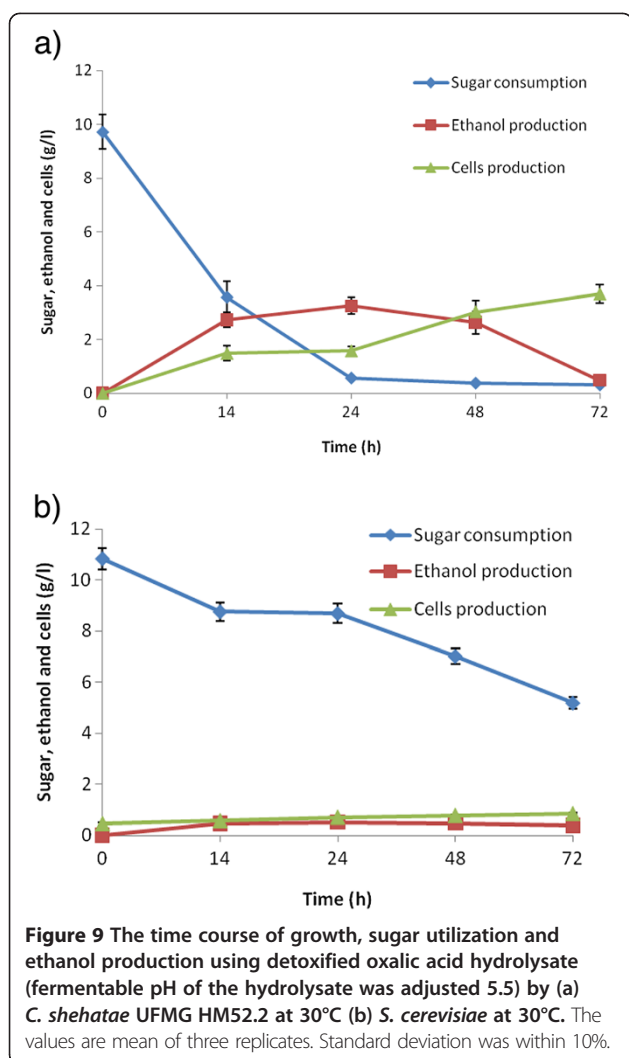 a)
12
10
8
6
4
2
0
Sugar, ethanol and cells (g/l)
Sugar consumption
Ethanol production
Cells production
0 14 24 48 72
Time (h)
b)
12
10
8
6
4
2
0
Sugar, ethanol and cells (g/l)
Sugar consumption
Ethanol production
Cells production
0 14 24 48 72
Time (h)
Figure 9 The time course of growth, sugar utilization and
ethanol production using detoxified oxalic acid hydrolysate
(fermentable pH of the hydrolysate was adjusted 5.5) by (a)
C. shehatae UFMG HM52.2 at 30°C (b) S. cerevisiae at 30°C. The
values are mean of three replicates. Standard deviation was within 10%.